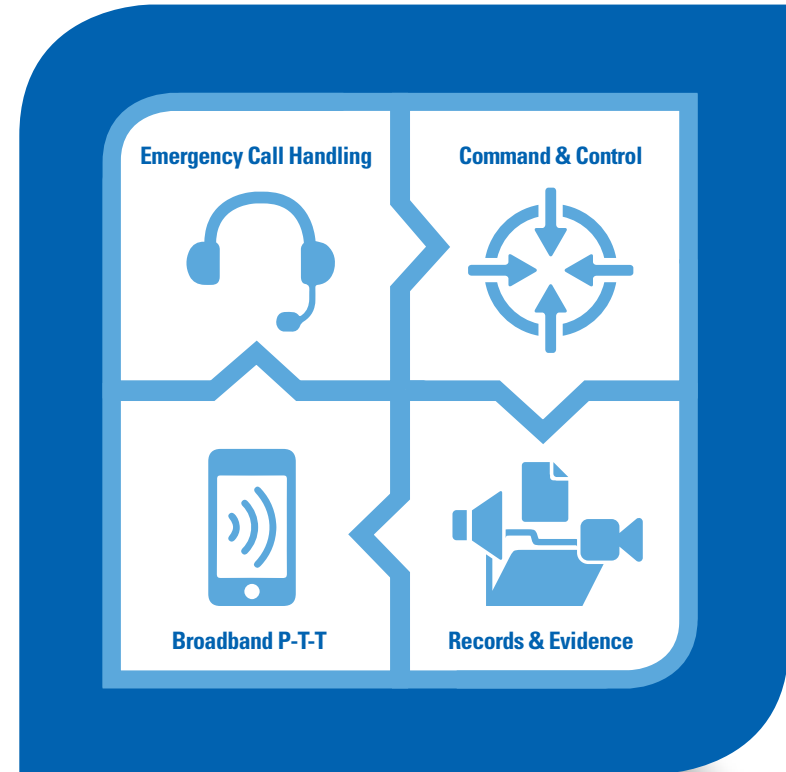 Emergency Call Handling
Command & Control
Broadband P-T-T
Records & Evidence